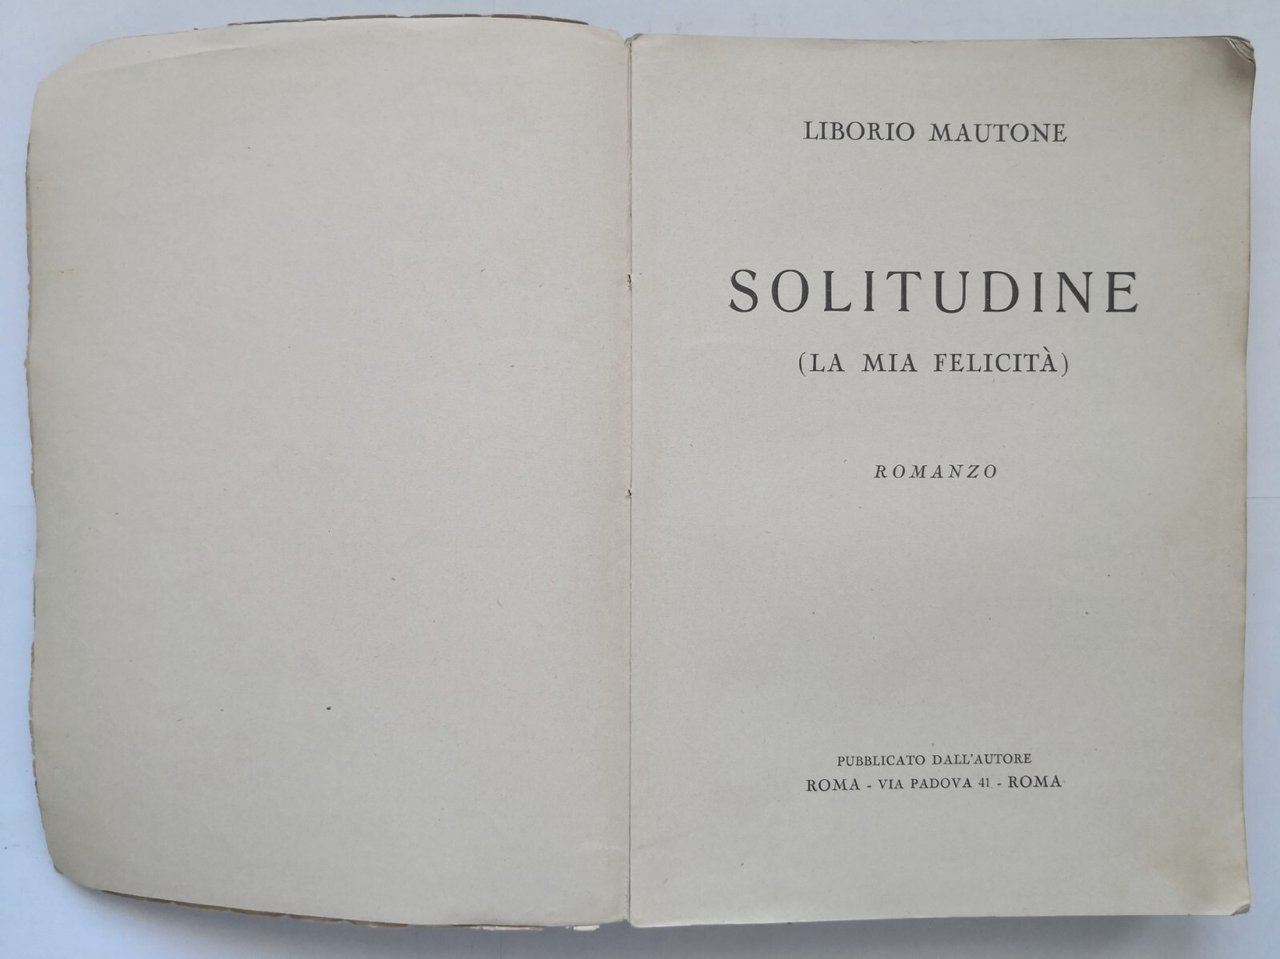 LIBORIO MAUTONE
SOLITUDINE
(LA MIA FELICITÀ)
ROMANZO
PUBBLICATO DALL'AUTORE
ROMA - VIA PADOVA 41 - ROMA